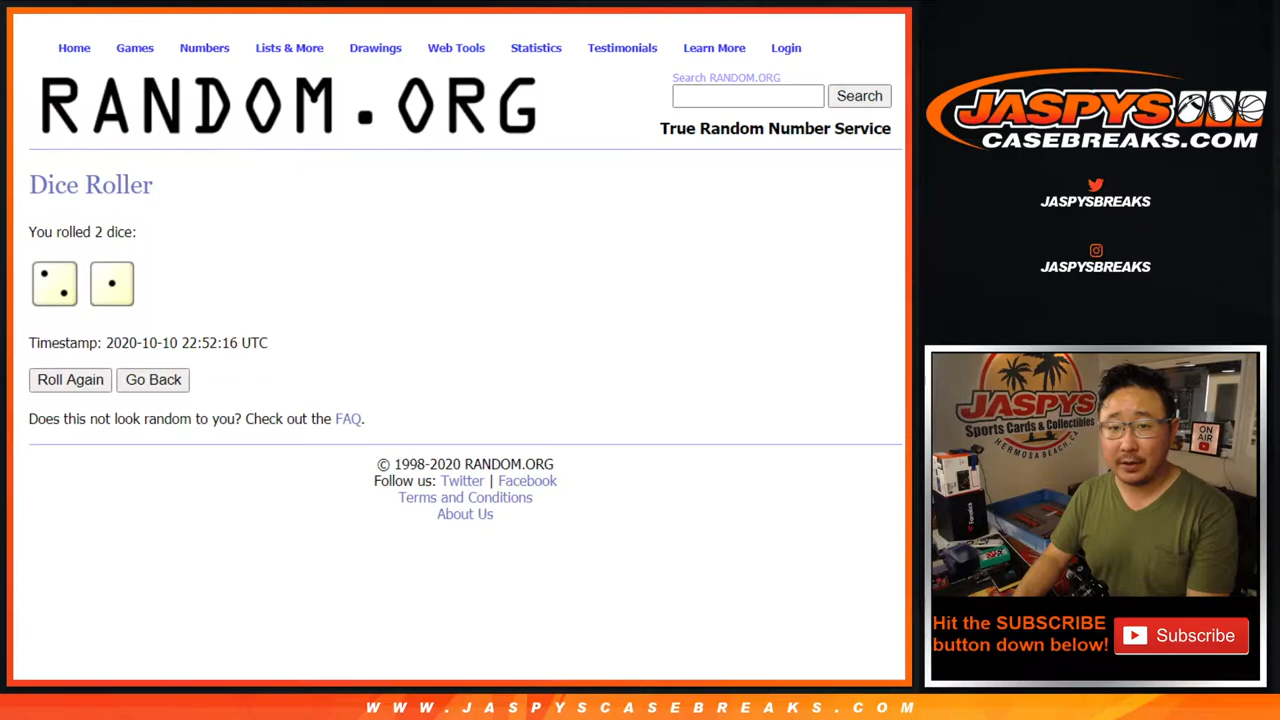 Home Games Numbers Lists & More Drawings Web Tools Statistics Testimonials Learn More Login
RANDOM.ORG
Search RANDOM.ORG
Search
True Random Number Service
Dice Roller
You rolled 2 dice:
Timestamp: 2020-10-10 22:52:16 UTC
Roll Again Go Back
Does this not look random to you? Check out the FAQ.
© 1998-2020 RANDOM.ORG
Follow us: Twitter | Facebook
Terms and Conditions
About Us
JASPYS
CASEBREAKS.COM
JASPYSBREAKS
JASPYSBREAKS
JASPYS
Sports Cards & Collectibles
HERMOSA BEACH, CA
ON
AIR
Fanatics
Hit the SUBSCRIBE
button down below!
Subscribe
WWW.JASPYSCASEBREAKS.COM